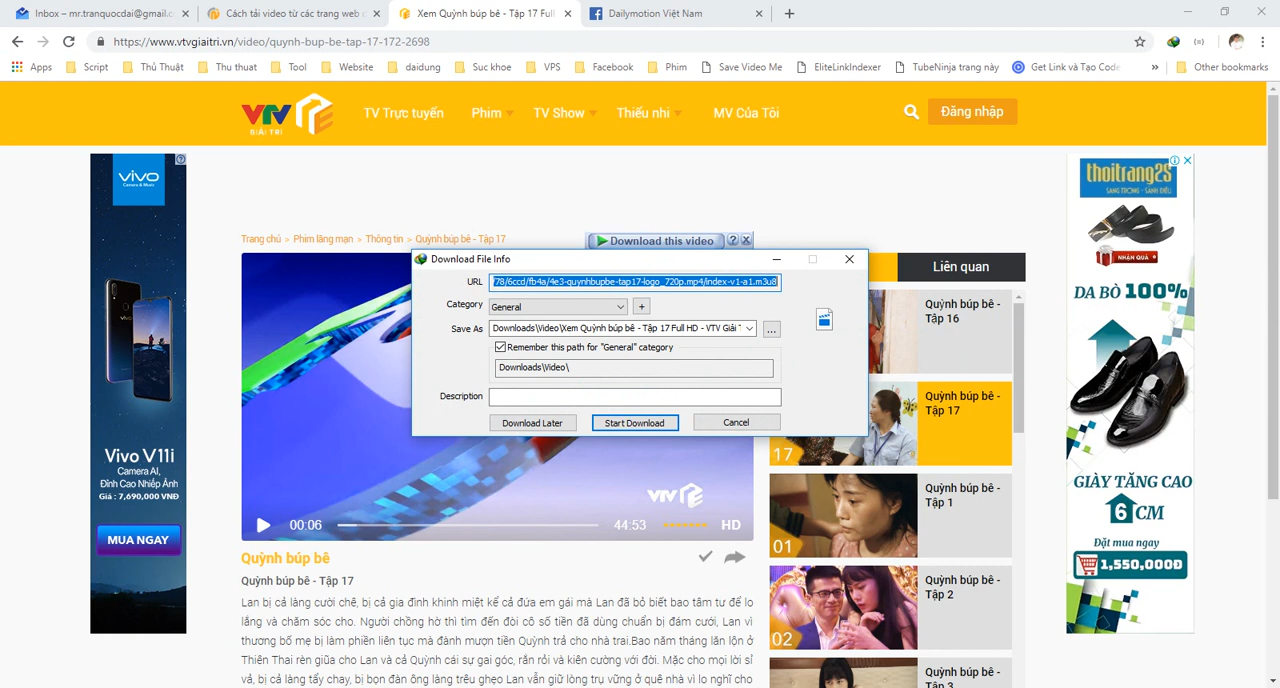 Inbox – mr.tranquocdai@gmail.c
Cách tải video từ các trang web c
Xem Quỳnh búp bê - Tập 17 Full
Dailymotion Việt Nam
https://www.vtvgiaitri.vn/video/quynh-bup-be-tap-17-172-2698
Apps
Script
Thủ Thuật
Thu thuat
Tool
Website
daidung
Suc khoe
VPS
Facebook
Phim
Save Video Me
EliteLinkIndexer
TubeNinja trang này
Get Link và Tạo Code
»
Other bookmarks
VTV
GIẢI TRÍ
TV Trực tuyến
Phim
TV Show
Thiếu nhi
MV Của Tôi
Đăng nhập
vivo
Camera & Music
Vivo V11i
Camera AI,
Đỉnh Cao Nhiếp Ảnh
Giá : 7,690,000 VNĐ
MUA NGAY
Trang chủ » Phim lãng mạn » Thông tin » Quỳnh búp bê - Tập 17
Download this video
?
Download File Info
URL
'78/6ccd/fb4a/4e3-quynhbupbe-tap17-logo_720p.mp4/index-v1-a1.m3u8
Category
General
+
Save As
Downloads\Video\Xem Quỳnh búp bê - Tập 17 Full HD - VTV Giải T
...
Remember this path for "General" category
Downloads\Video\
Description
Download Later
Start Download
Cancel
vtv
00:06
44:53
HD
Quỳnh búp bê
Quỳnh búp bê - Tập 17
Lan bị cả làng cười chê, bị cả gia đình khinh miệt kể cả đứa em gái mà Lan đã bỏ biết bao tâm tư để lo
lắng và chăm sóc cho. Người chồng hờ thì tìm đến đòi cô số tiền đã dùng chuẩn bị đám cưới, Lan vì
thương bố mẹ bị làm phiền liên tục mà đành mượn tiền Quỳnh trả cho nhà trai.Bao năm tháng lăn lộn ở
Thiên Thai rèn giũa cho Lan và cả Quỳnh cái sự gai góc, rắn rỏi và kiên cường với đời. Mặc cho mọi lời sỉ
vả, bị cả làng tẩy chay, bị bọn đàn ông làng trêu ghẹo Lan vẫn giữ lòng trụ vững ở quê nhà vì lo nghĩ cho
Liên quan
Quỳnh búp bê -
Tập 16
17
Quỳnh búp bê -
Tập 17
01
Quỳnh búp bê -
Tập 1
02
Quỳnh búp bê -
Tập 2
Quỳnh búp bê -
Tập 3
thoitrang2S
SANG TRỌNG - SÀNH ĐIỆU
NHẬN QUÀ
DA BÒ 100%
GIÀY TĂNG CAO
6 CM
Đặt mua ngay
1,550,000Đ